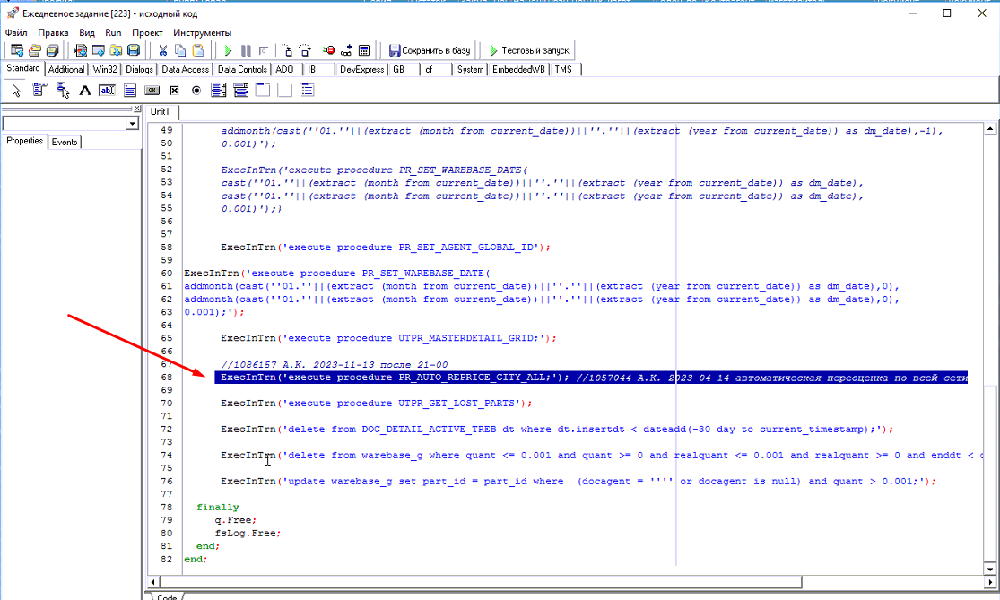 Ежедневное задание [223] - исходный код
Файл Правка Вид Run Проект Инструменты
Сохранить в базу Тестовый запуск
Standard Additional Win32 Dialogs Data Access Data Controls ADO IB DevExpress GB cf System EmbeddedWB TMS
Properties Events
Unit1
49 addmonth(cast(''01.''||(extract (month from current_date))||''.''||(extract (year from current_date)) as dm_date),-1),
50 0.001)');
51
52 ExecInTrn('execute procedure PR_SET_WAREBASE_DATE(
53 cast(''01.''||(extract (month from current_date))||''.''||(extract (year from current_date)) as dm_date),
54 cast(''01.''||(extract (month from current_date))||''.''||(extract (year from current_date)) as dm_date),
55 0.001)');}
56
57
58 ExecInTrn('execute procedure PR_SET_AGENT_GLOBAL_ID');
59
60 ExecInTrn('execute procedure PR_SET_WAREBASE_DATE(
61 addmonth(cast(''01.''||(extract (month from current_date))||''.''||(extract (year from current_date)) as dm_date),0),
62 addmonth(cast(''01.''||(extract (month from current_date))||''.''||(extract (year from current_date)) as dm_date),0),
63 0.001);');
64
65 ExecInTrn('execute procedure UTPR_MASTERDETAIL_GRID;');
66
67 //1086157 А.К. 2023-11-13 после 21-00
68 ExecInTrn('execute procedure PR_AUTO_REPRICE_CITY_ALL;'); //1057044 А.К. 2023-04-14 автоматическая переоценка по всей сети
69
70 ExecInTrn('execute procedure UTPR_GET_LOST_PARTS');
71
72 ExecInTrn('delete from DOC_DETAIL_ACTIVE_TREB dt where dt.insertdt < dateadd(-30 day to current_timestamp);');
73
74 ExecInTrn('delete from warebase_g where quant <= 0.001 and quant >= 0 and realquant <= 0.001 and realquant >= 0 and enddt <
75
76 ExecInTrn('update warebase_g set part_id = part_id where (docagent = '''' or docagent is null) and quant > 0.001;');
77
78 finally
79 q.Free;
80 fsLog.Free;
81 end;
82 end;
Code